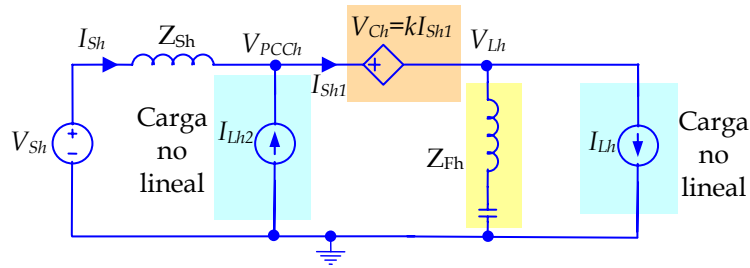 I_Sh
Z_Sh
V_PCCh
V_Ch=kI_Sh1
V_Lh
I_Sh1
+
V_Sh
+
−
Carga
no
lineal
I_Lh2
Z_Fh
I_Lh
Carga
no
lineal